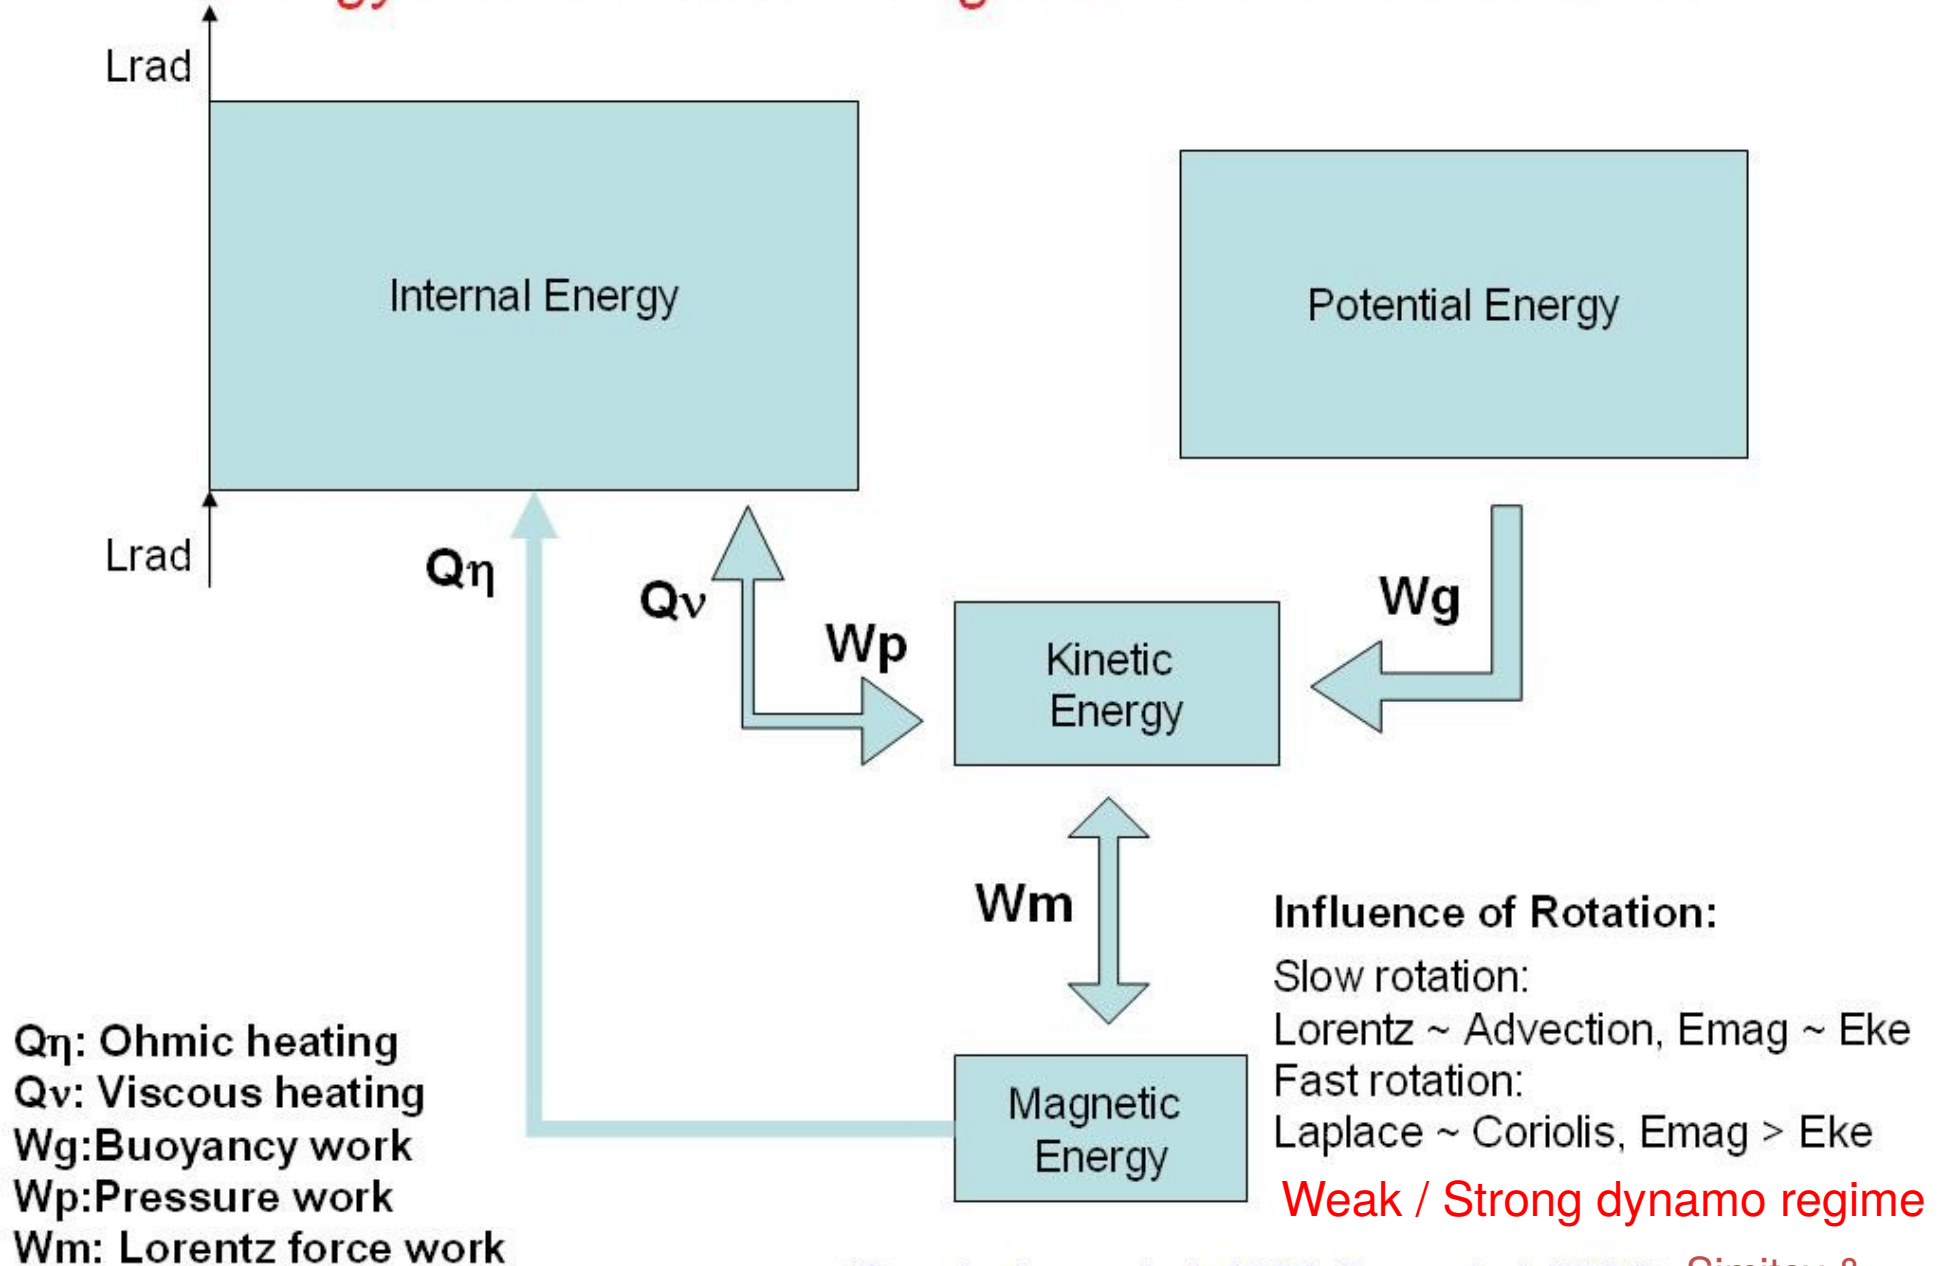 Lrad
Internal Energy
Potential Energy
Lrad
Qη
Qν
Wp
Wg
Kinetic
Energy
Wm
Influence of Rotation:
Slow rotation:
Lorentz ~ Advection, Emag ~ Eke
Fast rotation:
Laplace ~ Coriolis, Emag > Eke
Weak / Strong dynamo regime
Magnetic
Energy
Qη: Ohmic heating
Qν: Viscous heating
Wg:Buoyancy work
Wp:Pressure work
Wm: Lorentz force work